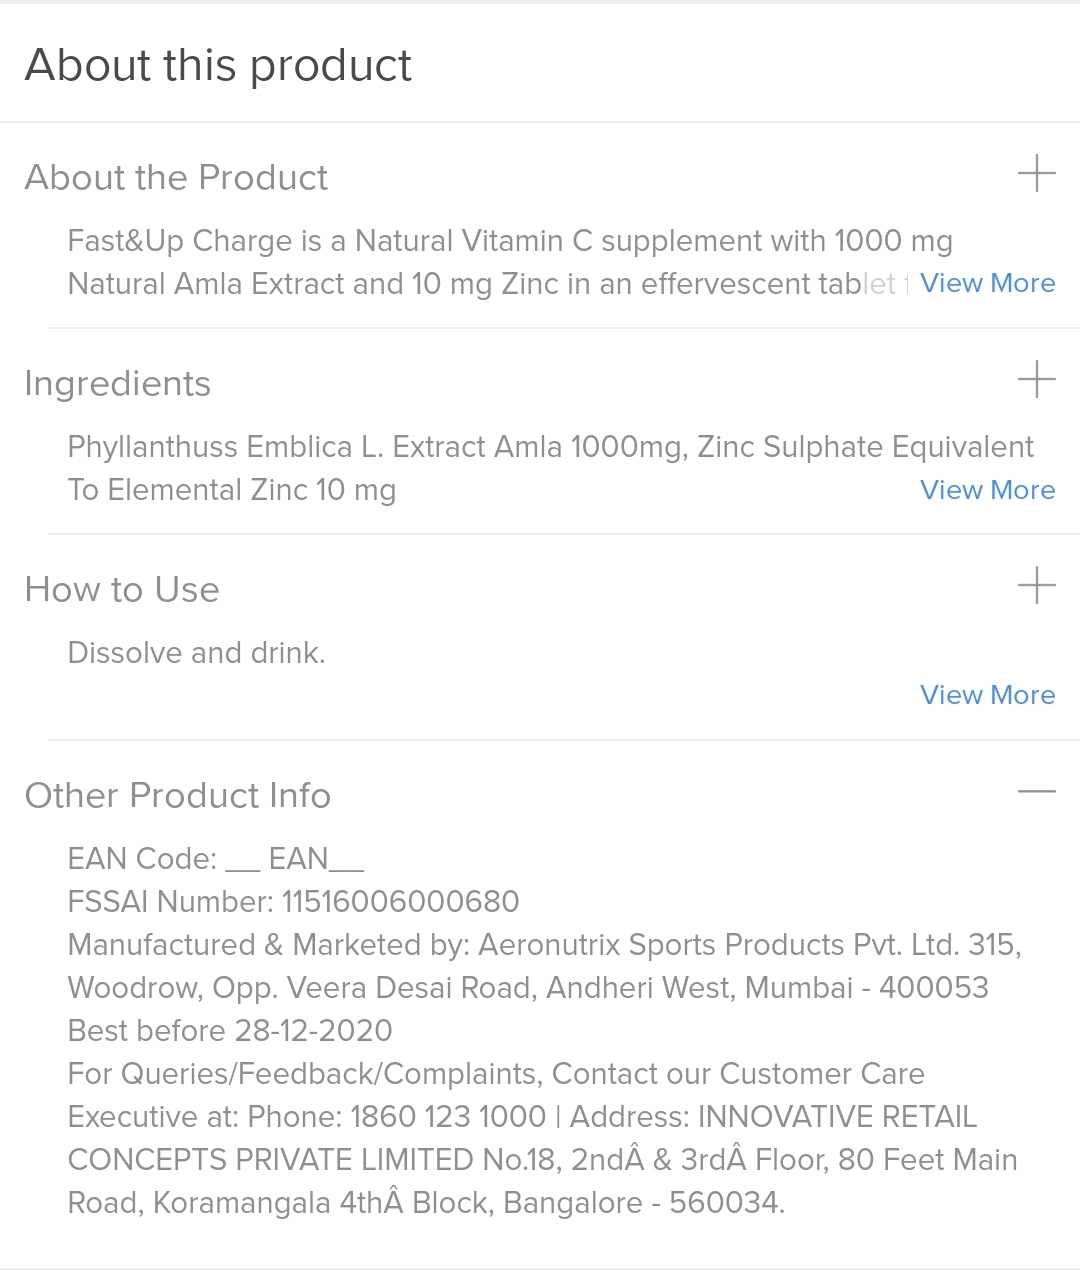 About this product
About the Product
Fast&Up Charge is a Natural Vitamin C supplement with 1000 mg
Natural Amla Extract and 10 mg Zinc in an effervescent tablet View More
Ingredients
Phyllanthuss Emblica L. Extract Amla 1000mg, Zinc Sulphate Equivalent
To Elemental Zinc 10 mg View More
How to Use
Dissolve and drink.
View More
Other Product Info
EAN Code: __ EAN__
FSSAI Number: 11516006000680
Manufactured & Marketed by: Aeronutrix Sports Products Pvt. Ltd. 315,
Woodrow, Opp. Veera Desai Road, Andheri West, Mumbai - 400053
Best before 28-12-2020
For Queries/Feedback/Complaints, Contact our Customer Care
Executive at: Phone: 1860 123 1000 | Address: INNOVATIVE RETAIL
CONCEPTS PRIVATE LIMITED No.18, 2ndÂ & 3rdÂ Floor, 80 Feet Main
Road, Koramangala 4thÂ Block, Bangalore - 560034.